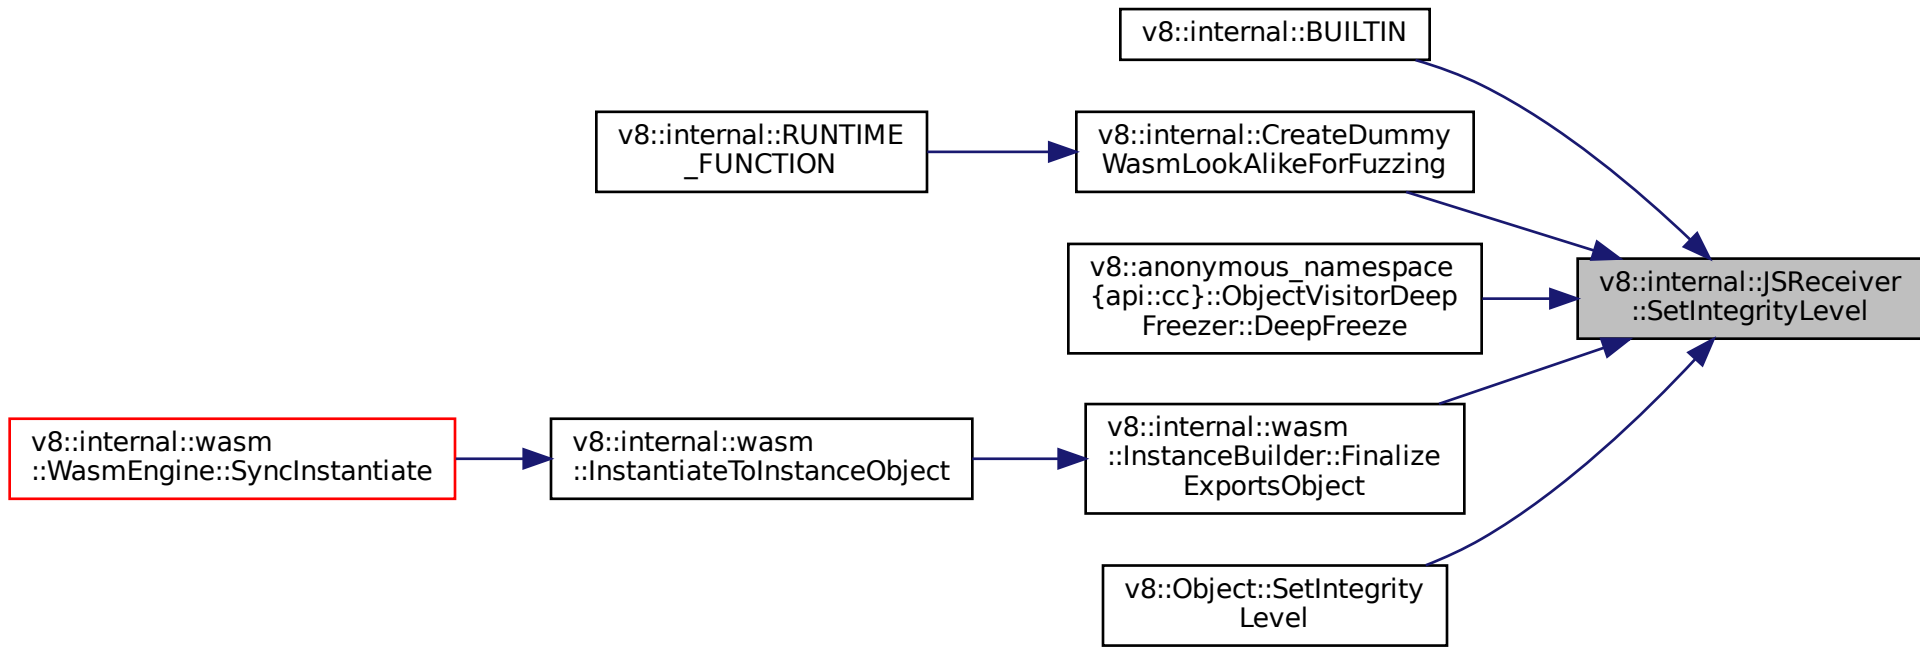 v8::internal::BUILTIN
v8::internal::RUNTIME
_FUNCTION
v8::internal::CreateDummy
WasmLookAlikeForFuzzing
v8::anonymous_namespace
{api::cc}::ObjectVisitorDeep
Freezer::DeepFreeze
v8::internal::JSReceiver
::SetIntegrityLevel
v8::internal::wasm
::WasmEngine::SyncInstantiate
v8::internal::wasm
::InstantiateToInstanceObject
v8::internal::wasm
::InstanceBuilder::Finalize
ExportsObject
v8::Object::SetIntegrity
Level